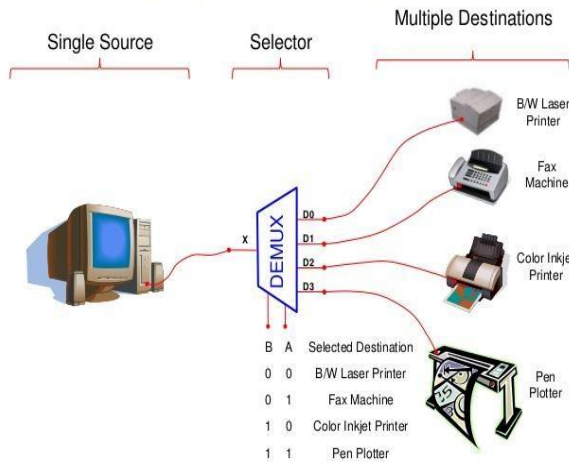 Single Source
Selector
Multiple Destinations
B/W Laser
Printer
Fax
Machine
Color Inkjet
Printer
Pen
Plotter
X
DEMUX
D0
D1
D2
D3
B A Selected Destination
0 0 B/W Laser Printer
0 1 Fax Machine
1 0 Color Inkjet Printer
1 1 Pen Plotter